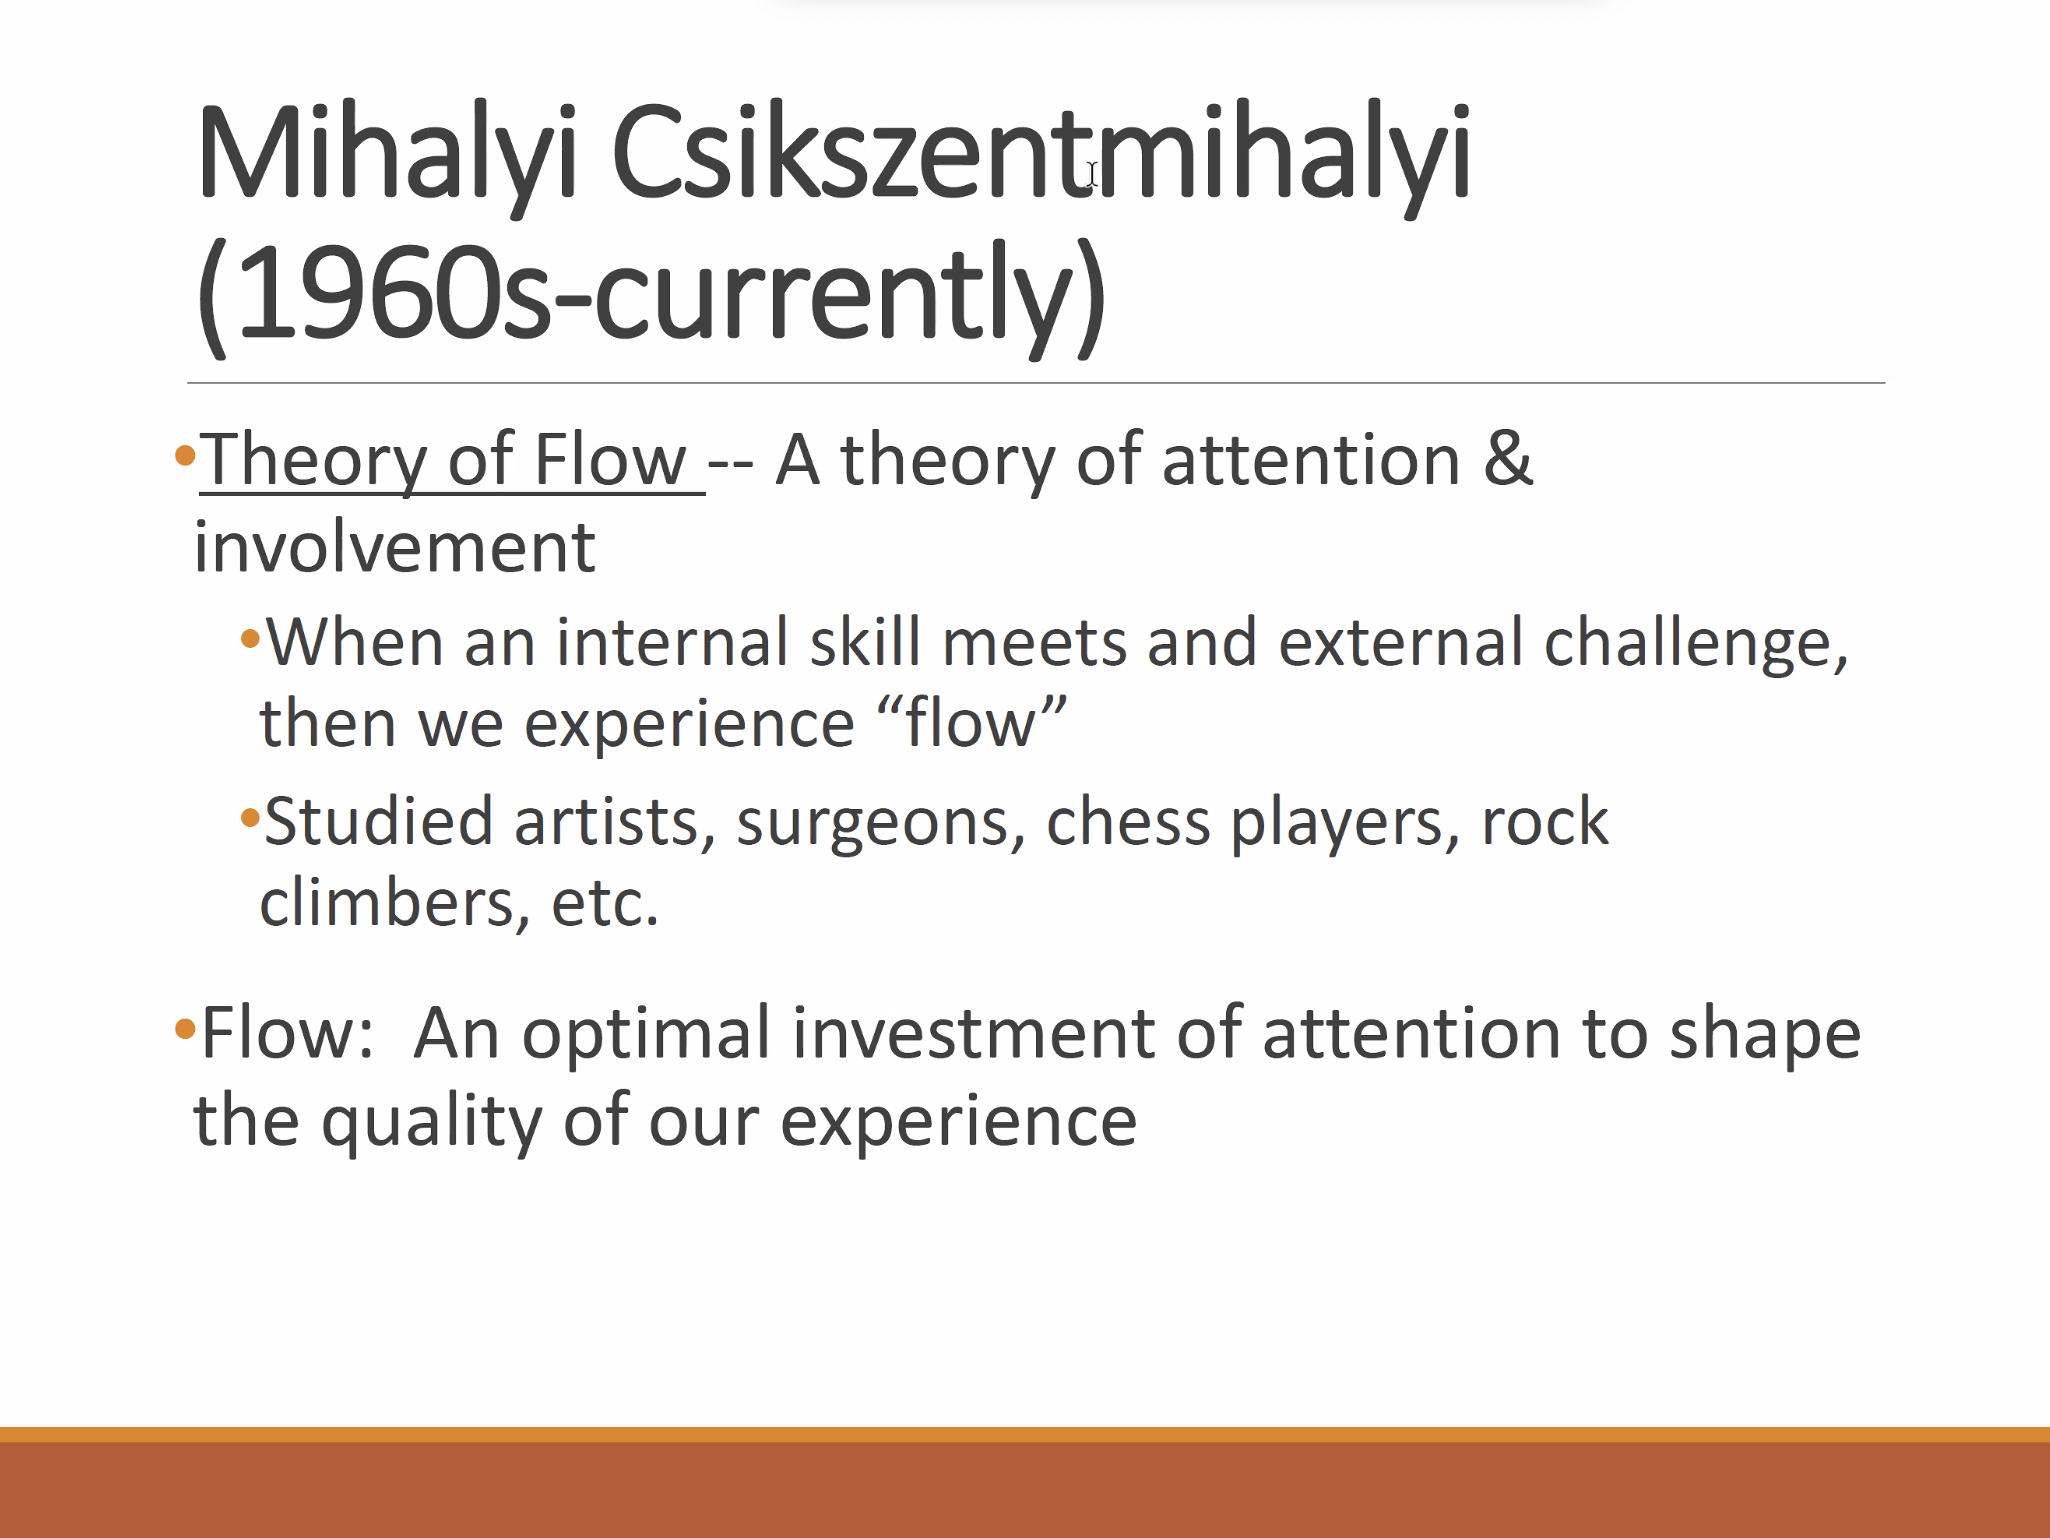 Mihalyi Csikszentmihalyi
(1960s-currently)
•Theory of Flow -- A theory of attention &
involvement
•When an internal skill meets and external challenge,
then we experience “flow”
•Studied artists, surgeons, chess players, rock
climbers, etc.
•Flow:  An optimal investment of attention to shape
the quality of our experience